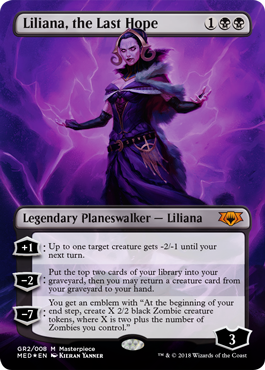 Liliana, the Last Hope 1
Legendary Planeswalker — Liliana
+1: Up to one target creature gets -2/-1 until your
next turn.
-2: Put the top two cards of your library into your
graveyard, then you may return a creature card from
your graveyard to your hand.
-7: You get an emblem with “At the beginning of
your end step, create X 2/2 black Zombie creature
tokens, where X is two plus the number of
Zombies you control.”
3
GR2/008 M Masterpiece
MED★EN KIERAN YANNER
™ & © 2018 Wizards of the Coast